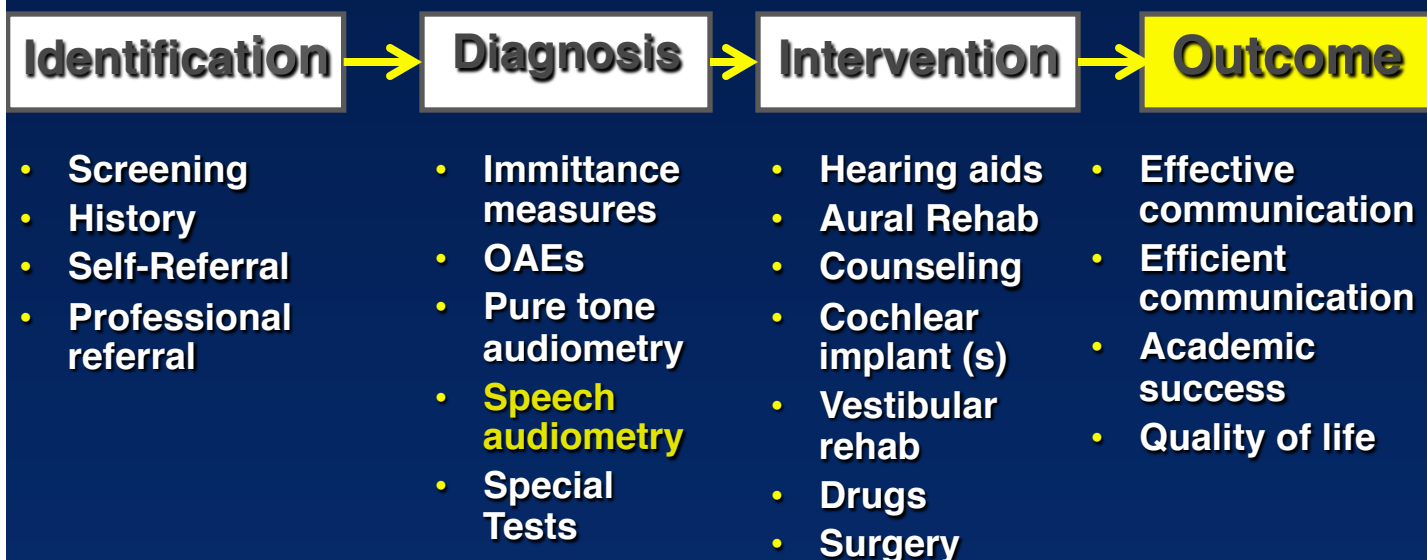 Identification
Diagnosis
Intervention
Outcome
• Screening
• History
• Self-Referral
• Professional
referral
• Immittance
measures
• OAEs
• Pure tone
audiometry
• Speech
audiometry
• Special
Tests
• Hearing aids
• Aural Rehab
• Counseling
• Cochlear
implant (s)
• Vestibular
rehab
• Drugs
• Surgery
• Effective
communication
• Efficient
communication
• Academic
success
• Quality of life